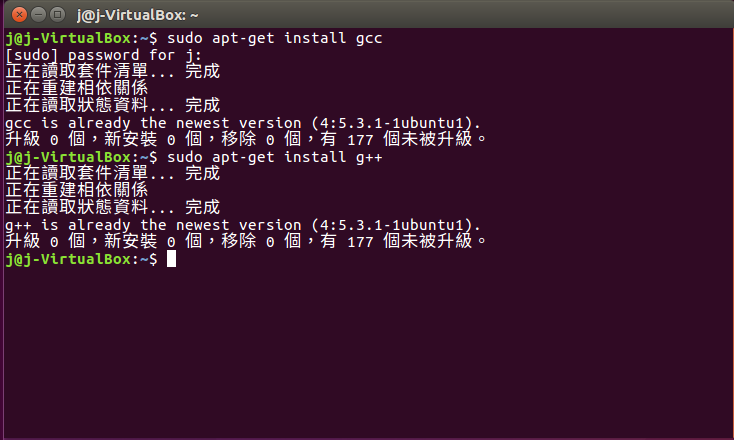 j@j-VirtualBox: ~
j@j-VirtualBox:~$ sudo apt-get install gcc
[sudo] password for j:
正在讀取套件清單... 完成
正在重建相依關係
正在讀取狀態資料... 完成
gcc is already the newest version (4:5.3.1-1ubuntu1).
升級 0 個，新安裝 0 個，移除 0 個，有 177 個未被升級。
j@j-VirtualBox:~$ sudo apt-get install g++
正在讀取套件清單... 完成
正在重建相依關係
正在讀取狀態資料... 完成
g++ is already the newest version (4:5.3.1-1ubuntu1).
升級 0 個，新安裝 0 個，移除 0 個，有 177 個未被升級。
j@j-VirtualBox:~$